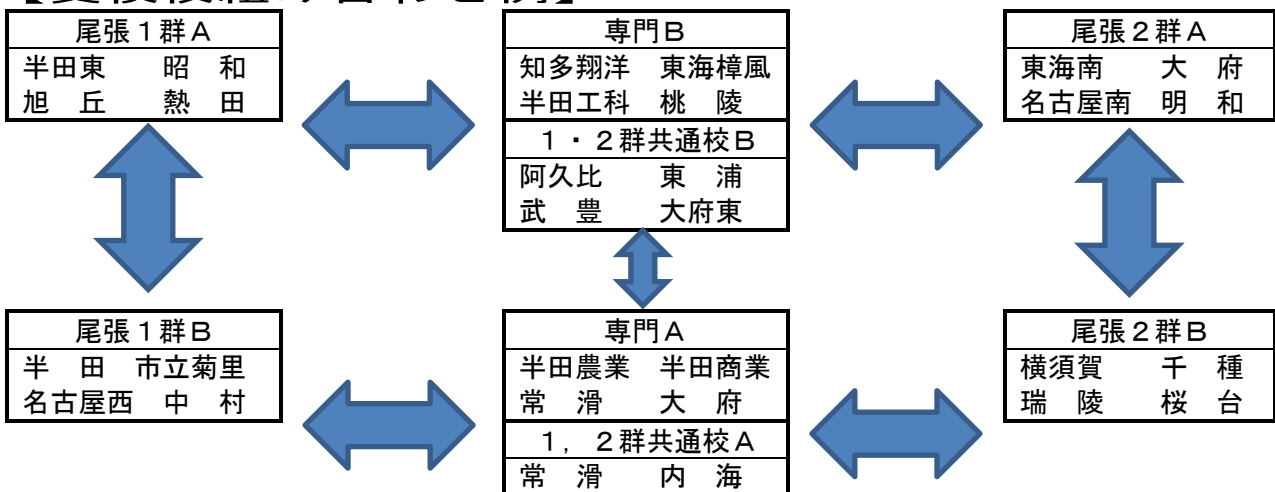 尾張１群Ａ
半田東　昭　和
旭　丘　熱　田
専門Ｂ
知多翔洋　東海樟風
半田工科　桃　陵
１・２群共通校Ｂ
阿久比　東　浦
武　豊　大府東
尾張２群Ａ
東海南　大　府
名古屋南　明　和
尾張１群Ｂ
半　田　市立菊里
名古屋西　中　村
専門Ａ
半田農業　半田商業
常　滑　大　府
１，２群共通校Ａ
常　滑　内　海
尾張２群Ｂ
横須賀　千　種
瑞　陵　桜　台